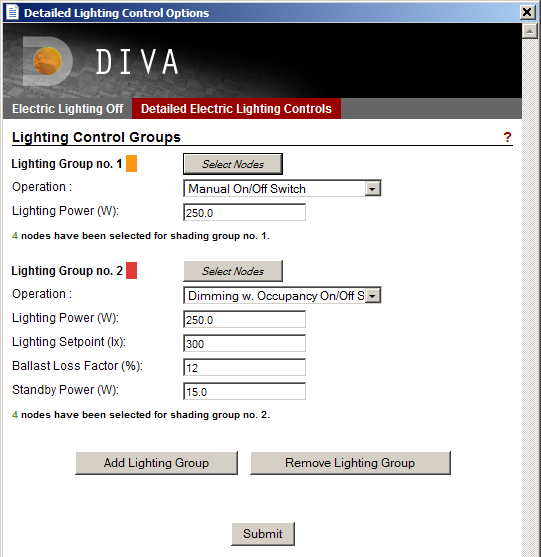 Detailed Lighting Control Options
DIVA
Electric Lighting Off Detailed Electric Lighting Controls
Lighting Control Groups ?
Lighting Group no. 1 Select Nodes
Operation : Manual On/Off Switch
Lighting Power (W): 250.0
4 nodes have been selected for shading group no. 1.
Lighting Group no. 2 Select Nodes
Operation : Dimming w. Occupancy On/Off S
Lighting Power (W): 250.0
Lighting Setpoint (lx): 300
Ballast Loss Factor (%): 12
Standby Power (W): 15.0
4 nodes have been selected for shading group no. 2.
Add Lighting Group Remove Lighting Group
Submit